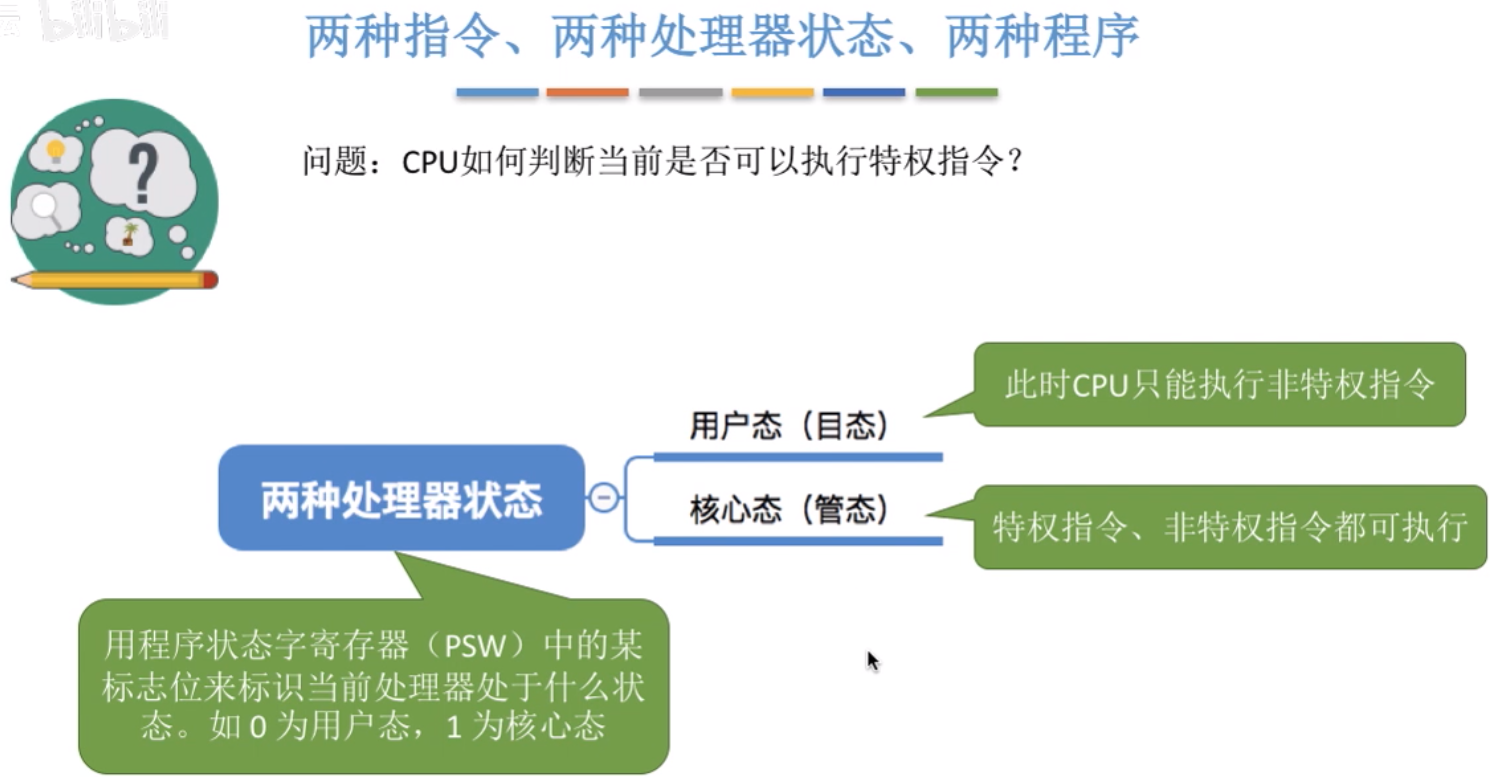 bilibili
两种指令、两种处理器状态、两种程序
问题：CPU如何判断当前是否可以执行特权指令？
此时CPU只能执行非特权指令
用户态（目态）
两种处理器状态
核心态（管态）
特权指令、非特权指令都可执行
用程序状态字寄存器（PSW）中的某
标志位来标识当前处理器处于什么状
态。如 0 为用户态，1 为核心态